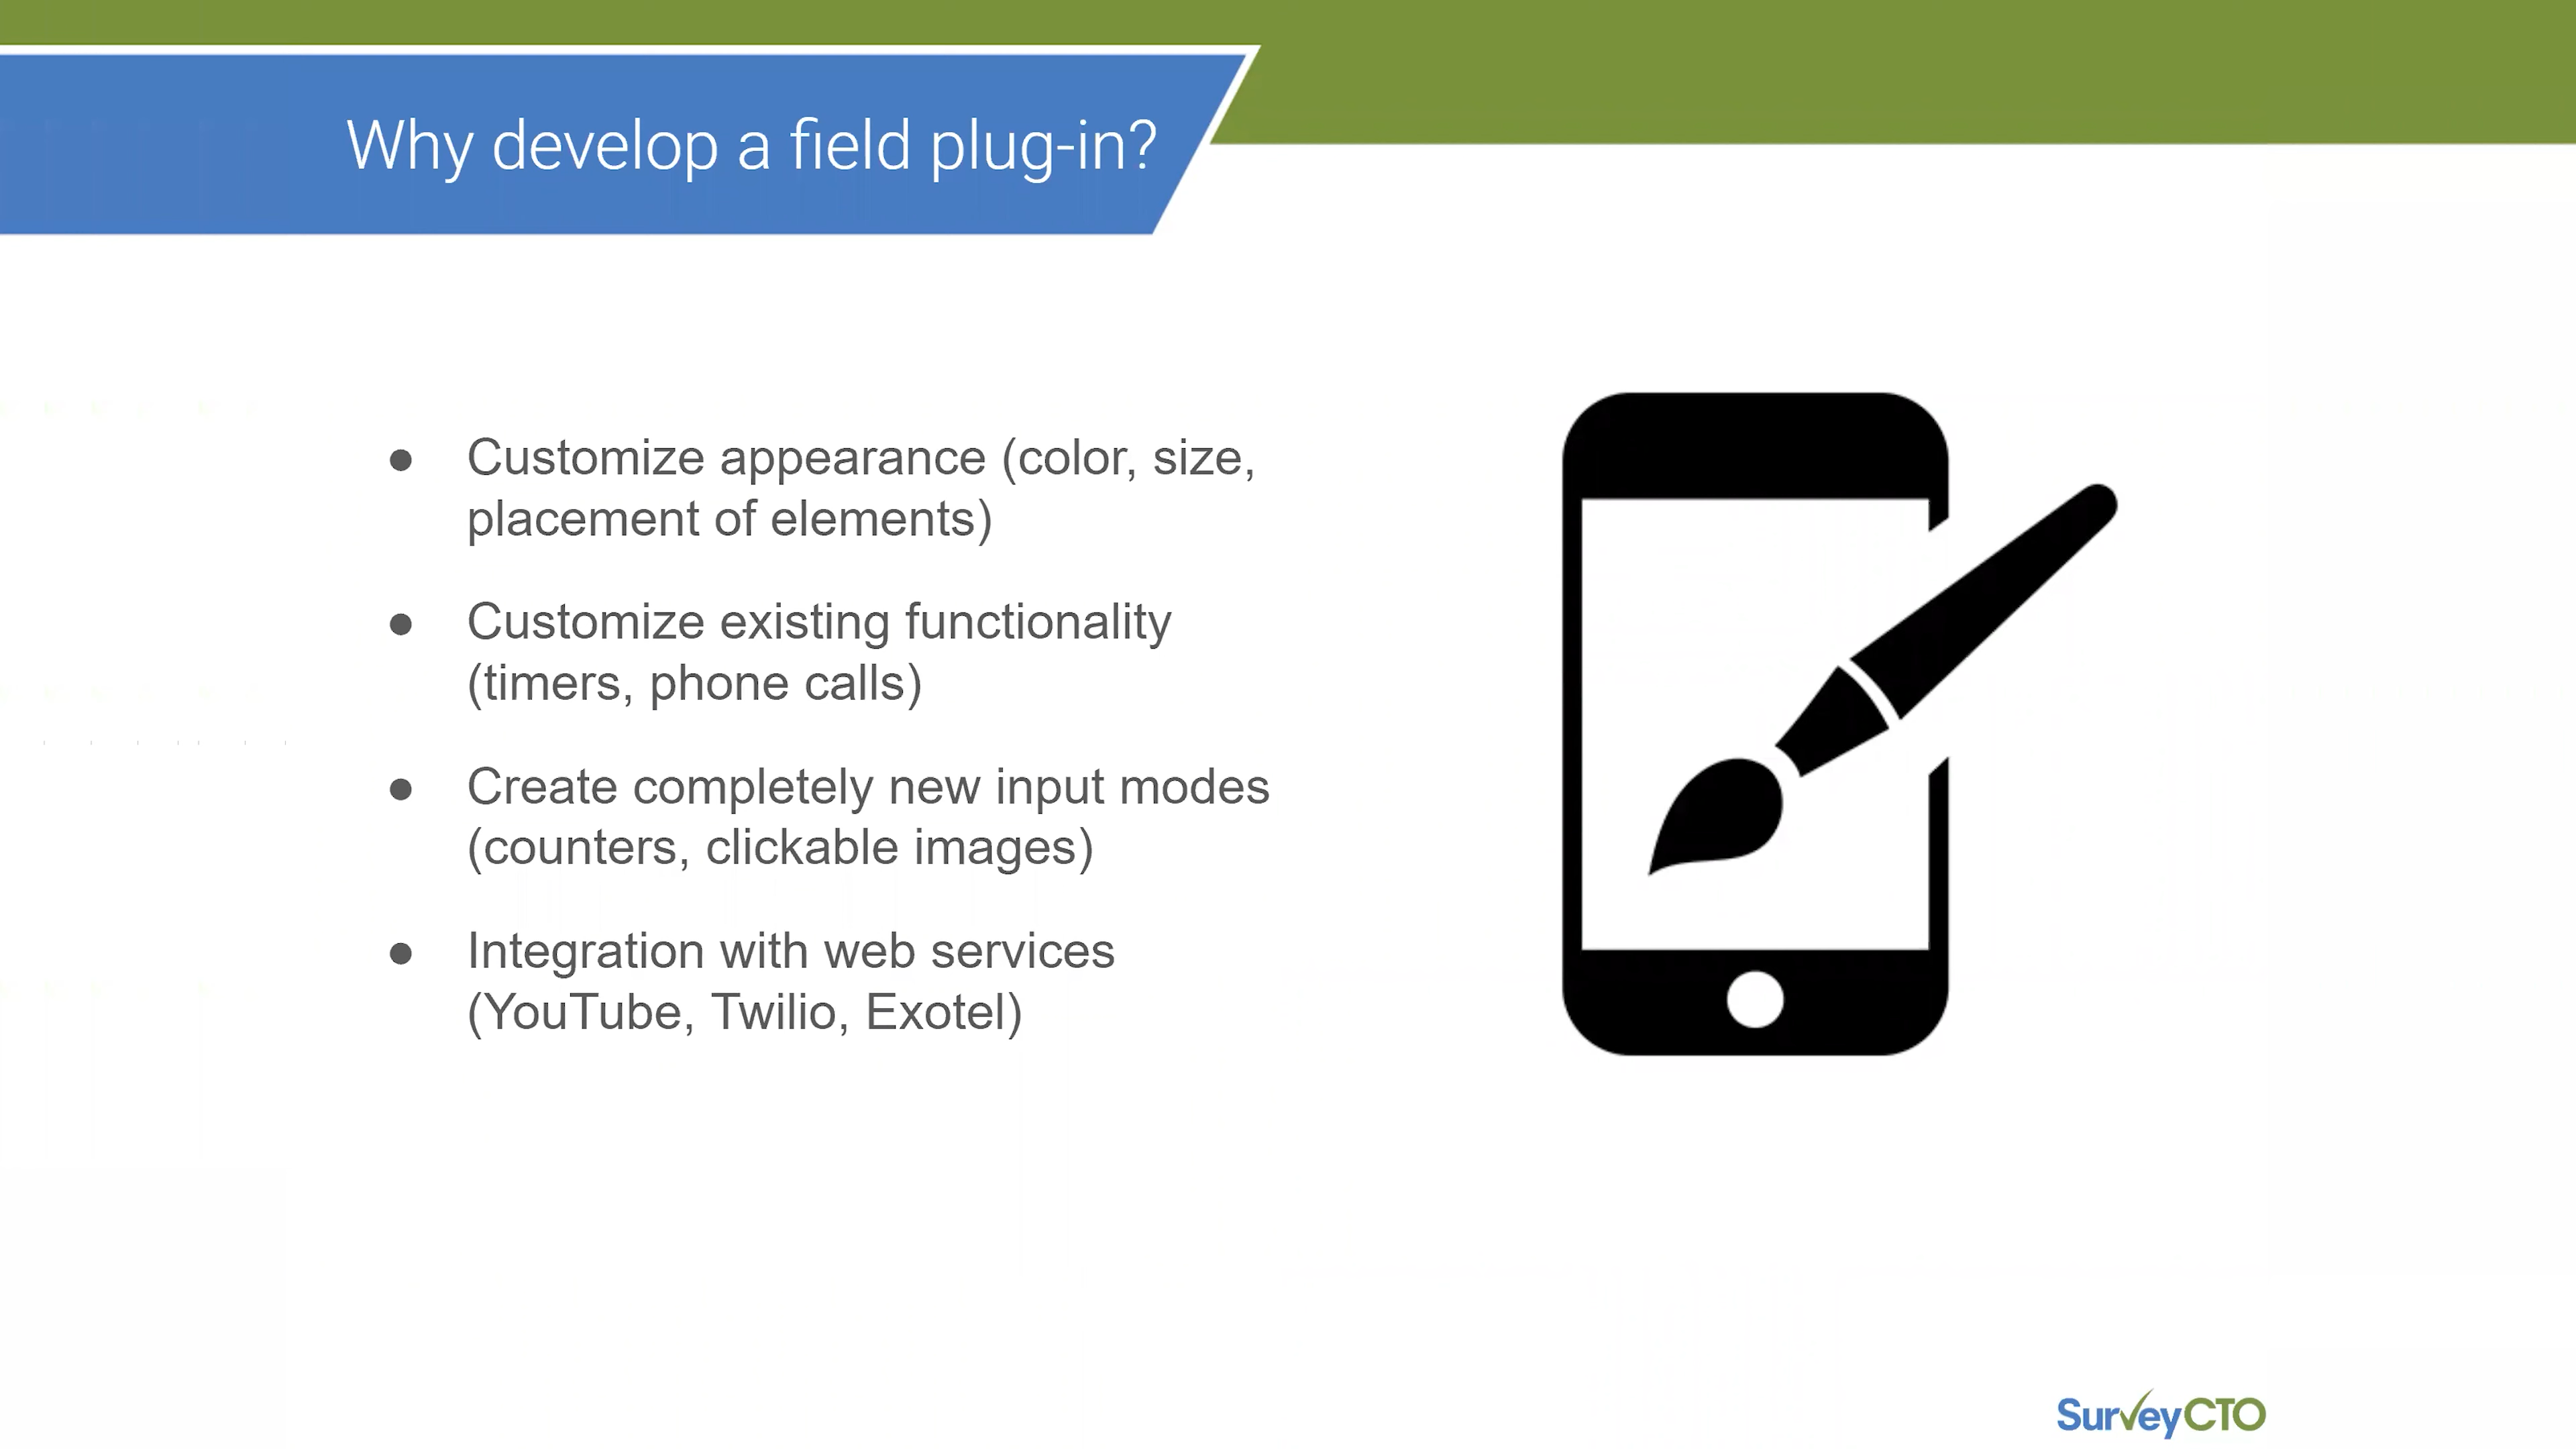 Why develop a field plug-in?
● Customize appearance (color, size,
placement of elements)
● Customize existing functionality
(timers, phone calls)
● Create completely new input modes
(counters, clickable images)
● Integration with web services
(YouTube, Twilio, Exotel)
SurveyCTO